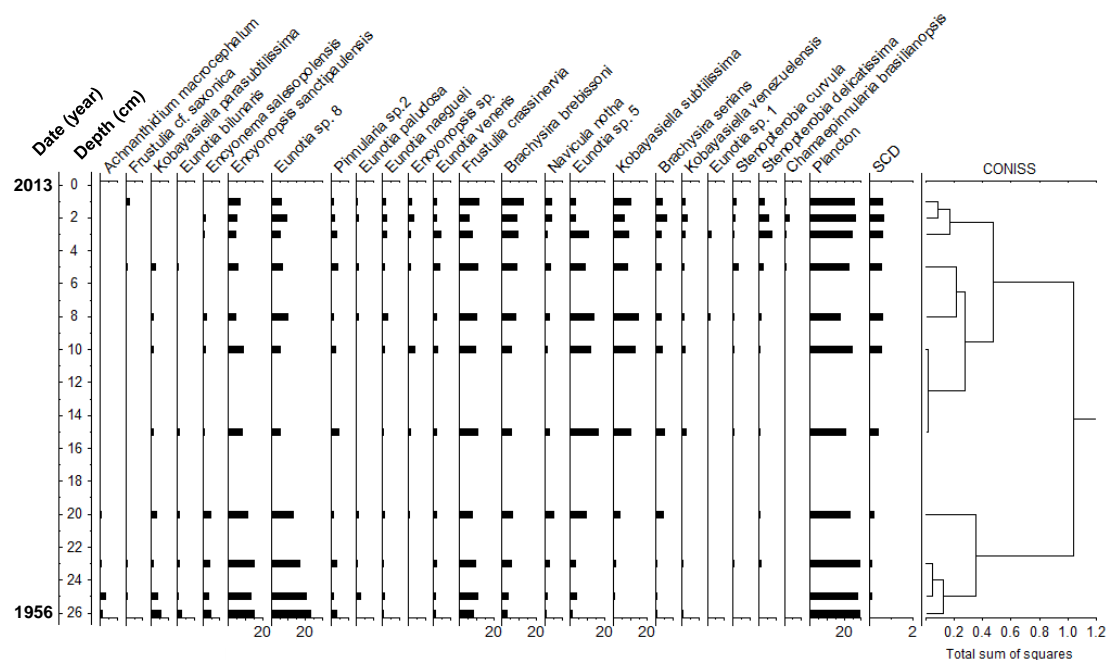 Date (year)
Depth (cm)
Achnanthidium macrocephalum
Frustulia cf. saxonica
Kobayasiella parasubtilissima
Eunotia bilunaris
Encyonema salesopolensis
Encyonopsis sanctipaulensis
Eunotia sp. 8
Pinnularia sp.2
Eunotia paludosa
Eunotia naegueli
Encyonopsis sp.
Eunotia veneris
Frustulia crassinervia
Brachysira brebissoni
Navicula notha
Eunotia sp. 5
Kobayasiella subtilissima
Brachysira serians
Kobayasiella venezuelensis
Eunotia sp. 1
Stenopterobia curvula
Stenopterobia delicatissima
Chamaepinnularia brasilianopsis
Plancton
SCD
CONISS
2013
0
2
4
6
8
10
12
14
16
18
20
22
24
1956 26
20 20 20 20 20 20 2 0.2 0.4 0.6 0.8 1.0 1.2
Total sum of squares